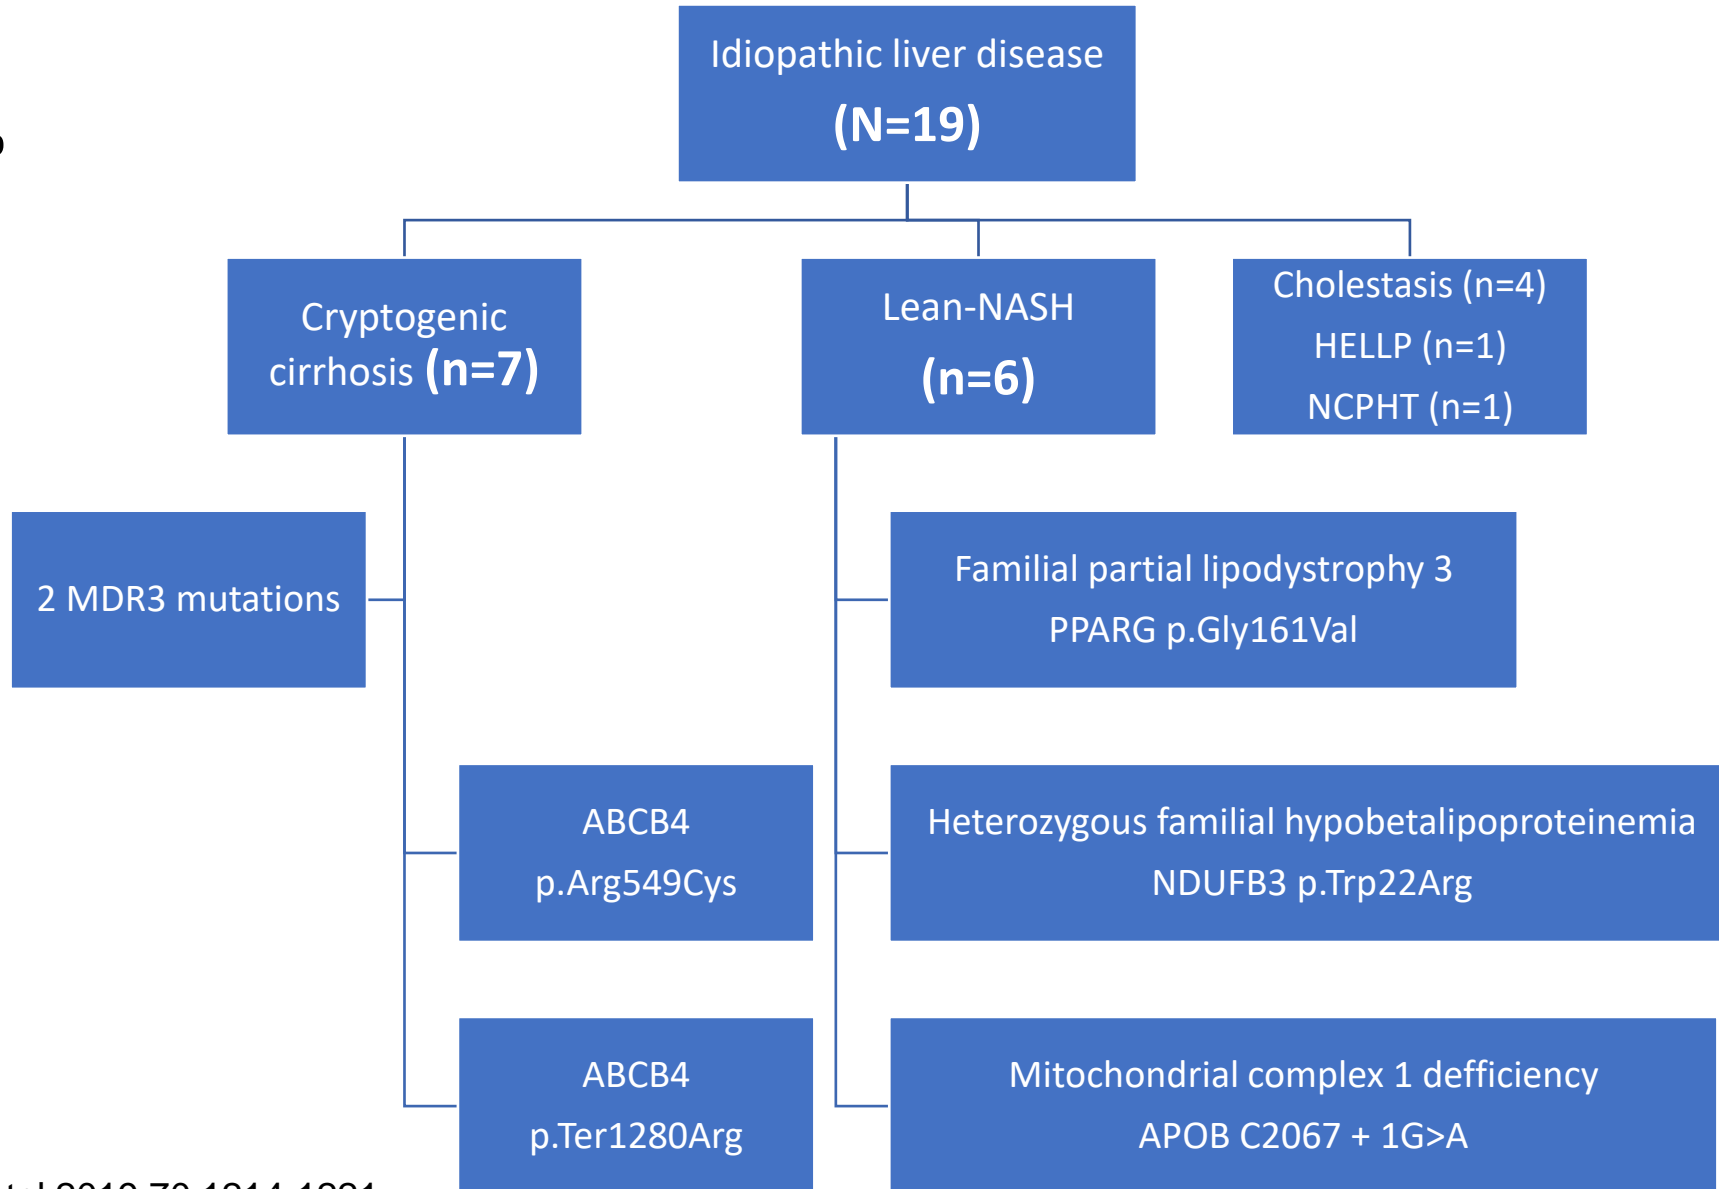 Idiopathic liver disease
(N=19)
Cryptogenic
cirrhosis (n=7)
Lean-NASH
(n=6)
Cholestasis (n=4)
HELLP (n=1)
NCPHT (n=1)
2 MDR3 mutations
Familial partial lipodystrophy 3
PPARG p.Gly161Val
ABCB4
p.Arg549Cys
Heterozygous familial hypobetalipoproteinemia
NDUFB3 p.Trp22Arg
ABCB4
p.Ter1280Arg
Mitochondrial complex 1 defficiency
APOB C2067 + 1G>A